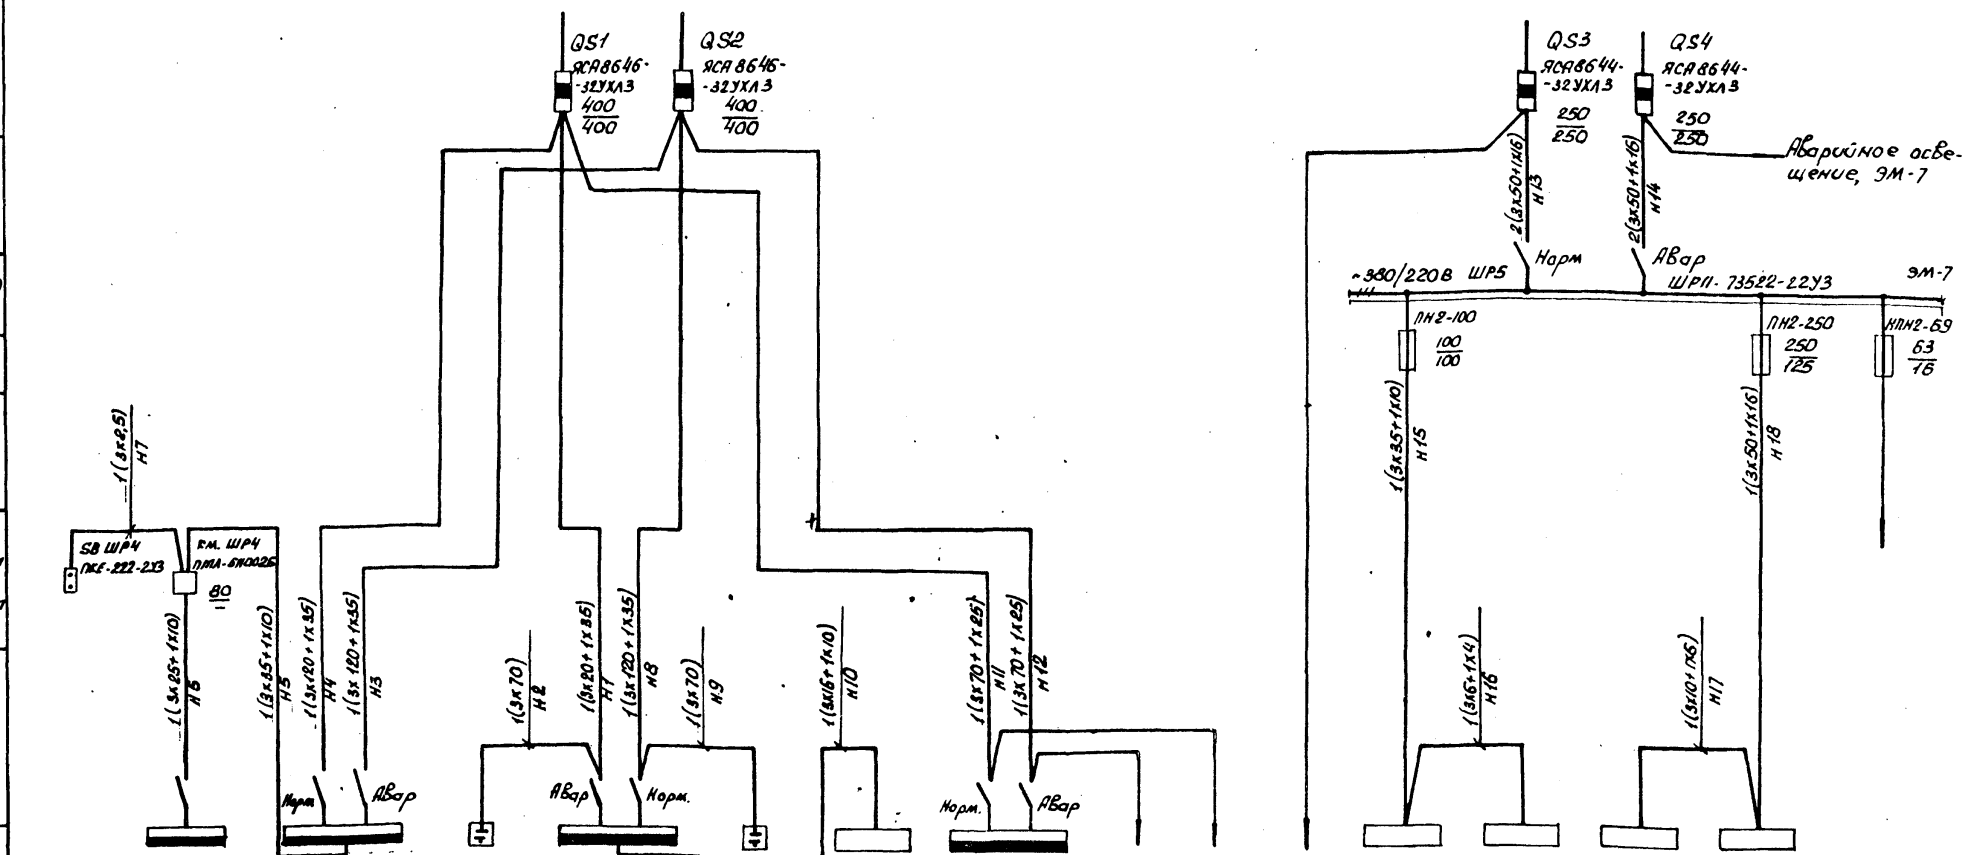 QS1
ЯСА8646-
-32УХЛ3
400
400
QS2
ЯСА8646-
-32УХЛ3
400
400
QS3
ЯСА8644-
-32УХЛ3
250
250
QS4
ЯСА8644-
-32УХЛ3
250
250
Аварийное осве-
щение, ЭМ-7
2(3х50+1х16)
Н13
2(3х50+1х16)
Н14
Норм
Авар
~380/220В ШР5
ШР11-73522-22У3
ЭМ-7
ПН2-100
100
100
ПН2-250
250
125
63
16
1(3х35+1х10)
Н15
1(3х50+1х16)
Н18
1(3х2,5)
Н7
SB ШР4
ПКЕ-222-2У3
КМ. ШР4
80
1(3х25+1х10)
Н6
1(3х35+1х10)
Н5
1(3х120+1х35)
Н4
1(3х120+1х35)
Н3
1(3х70)
Н2
1(3х20+1х35)
Н1
1(3х120+1х35)
Н8
1(3х70)
Н9
1(3х16+1х10)
Н10
1(3х70+1х25)
Н11
1(3х70+1х25)
Н12
1(3х6+1х4)
Н16
1(3х10+1х6)
Н17
Норм
Авар
Авар
Норм.
Норм.
Авар